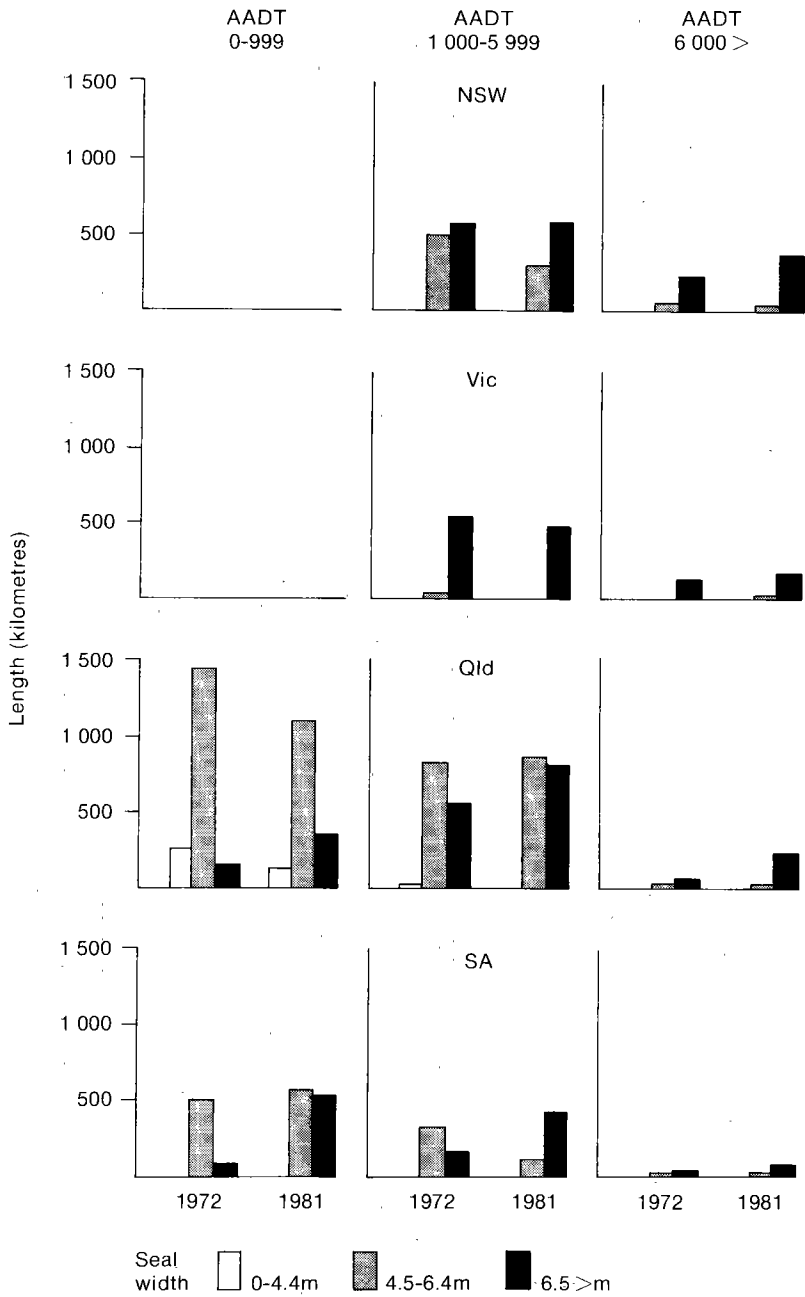 AADT 0-999
AADT 1 000-5 999
AADT 6 000 >
NSW
1 500
1 000
500
Vic
1 500
1 000
500
Length (kilometres)
Qld
1 500
1 000
500
SA
1 500
1 000
500
1972 1981
1972 1981
1972 1981
Seal width
0-4.4m
4.5-6.4m
6.5>m